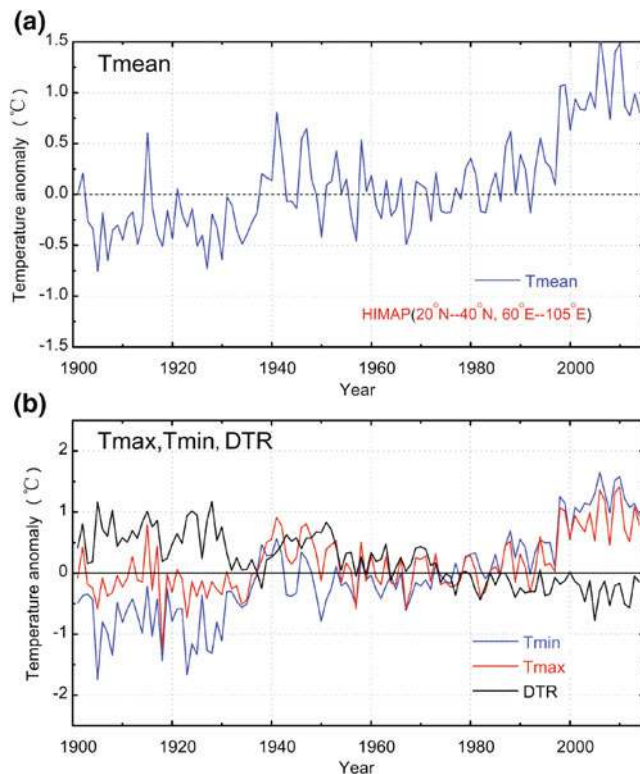 (a)
1.5
1.0
0.5
0.0
-0.5
-1.0
-1.5
Temperature anomaly (℃)
Tmean
Tmean
HIMAP(20°N--40°N, 60°E--105°E)
1900 1920 1940 1960 1980 2000
Year
(b)
2
1
0
-1
-2
Temperature anomaly (℃)
Tmax,Tmin, DTR
Tmin
Tmax
DTR
1900 1920 1940 1960 1980 2000
Year